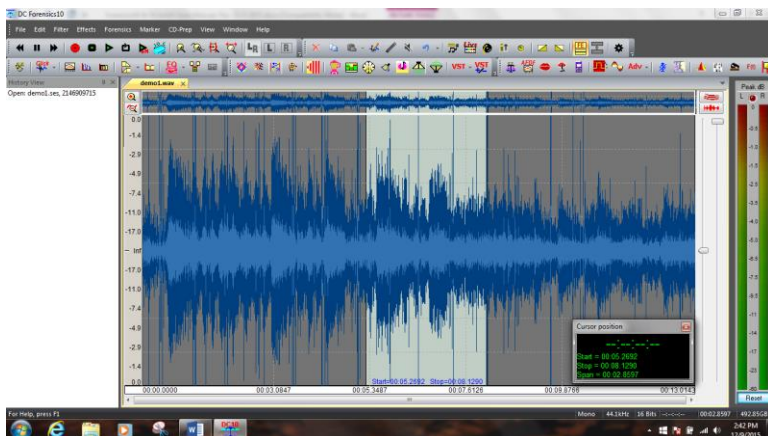 DC Forensics10
File Edit Filter Effects Forensics Marker CD-Prep View Window Help
VST VST Adv
History View
demo1.wav
Open: demo1.ses, 2146909715
Peak dB
L R
0.0
-1.4
-2.9
-4.9
-7.4
-11.0
-17.0
- Inf
-17.0
-11.0
-7.4
-4.9
-2.9
-1.4
0.0
Cursor position
--:--:--:--
Start = 00:05.2692
Stop = 00:08.1290
Span = 00:02.8597
Start=00:05.2692 Stop=00:08.1290
00:00.0000 00:03.0847 00:05.3487 00:07.6126 00:09.8766 00:13.0143
Reset
For Help, press F1
Mono 44.1kHz 16 Bits --:--:--:-- 00:02.8597 492.85GB
2:42 PM
12/9/2015